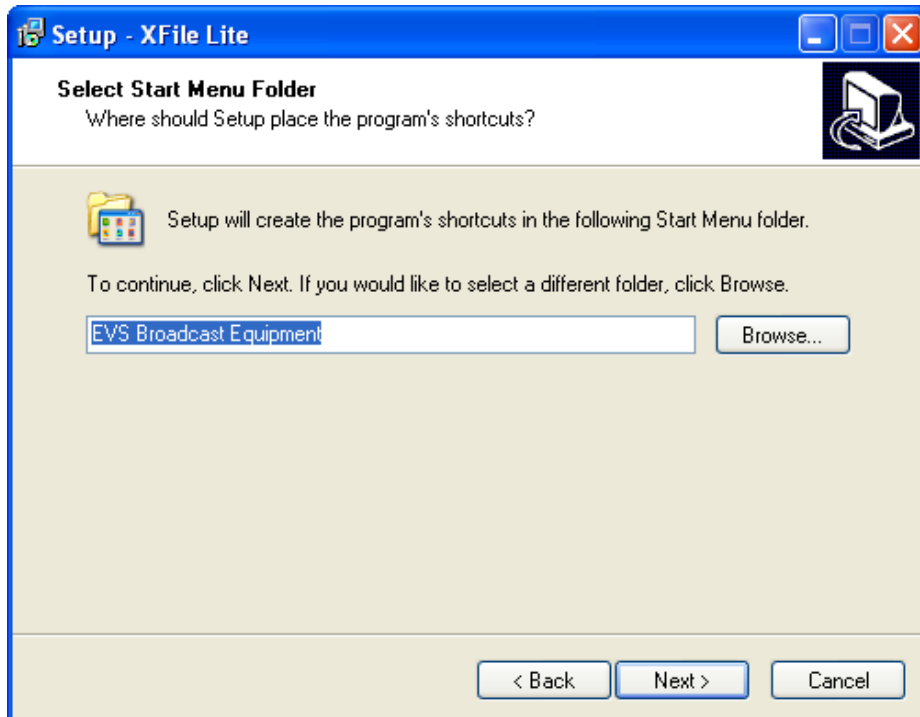 Setup - XFile Lite
Select Start Menu Folder
Where should Setup place the program's shortcuts?
Setup will create the program's shortcuts in the following Start Menu folder.
To continue, click Next. If you would like to select a different folder, click Browse.
EVS Broadcast Equipment
Browse...
< Back
Next >
Cancel